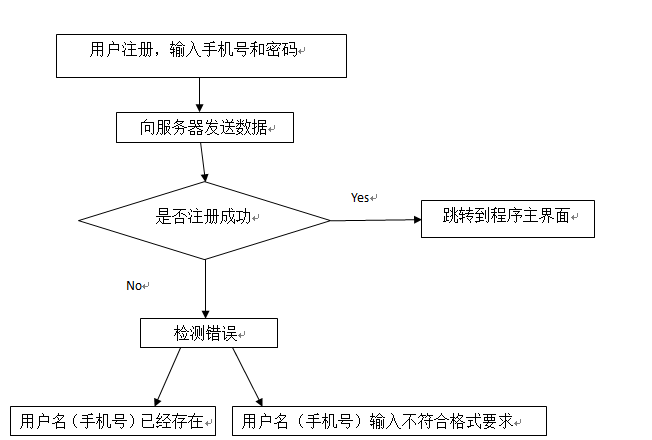 用户注册，输入手机号和密码
向服务器发送数据
是否注册成功
Yes
跳转到程序主界面
No
检测错误
用户名（手机号）已经存在
用户名（手机号）输入不符合格式要求